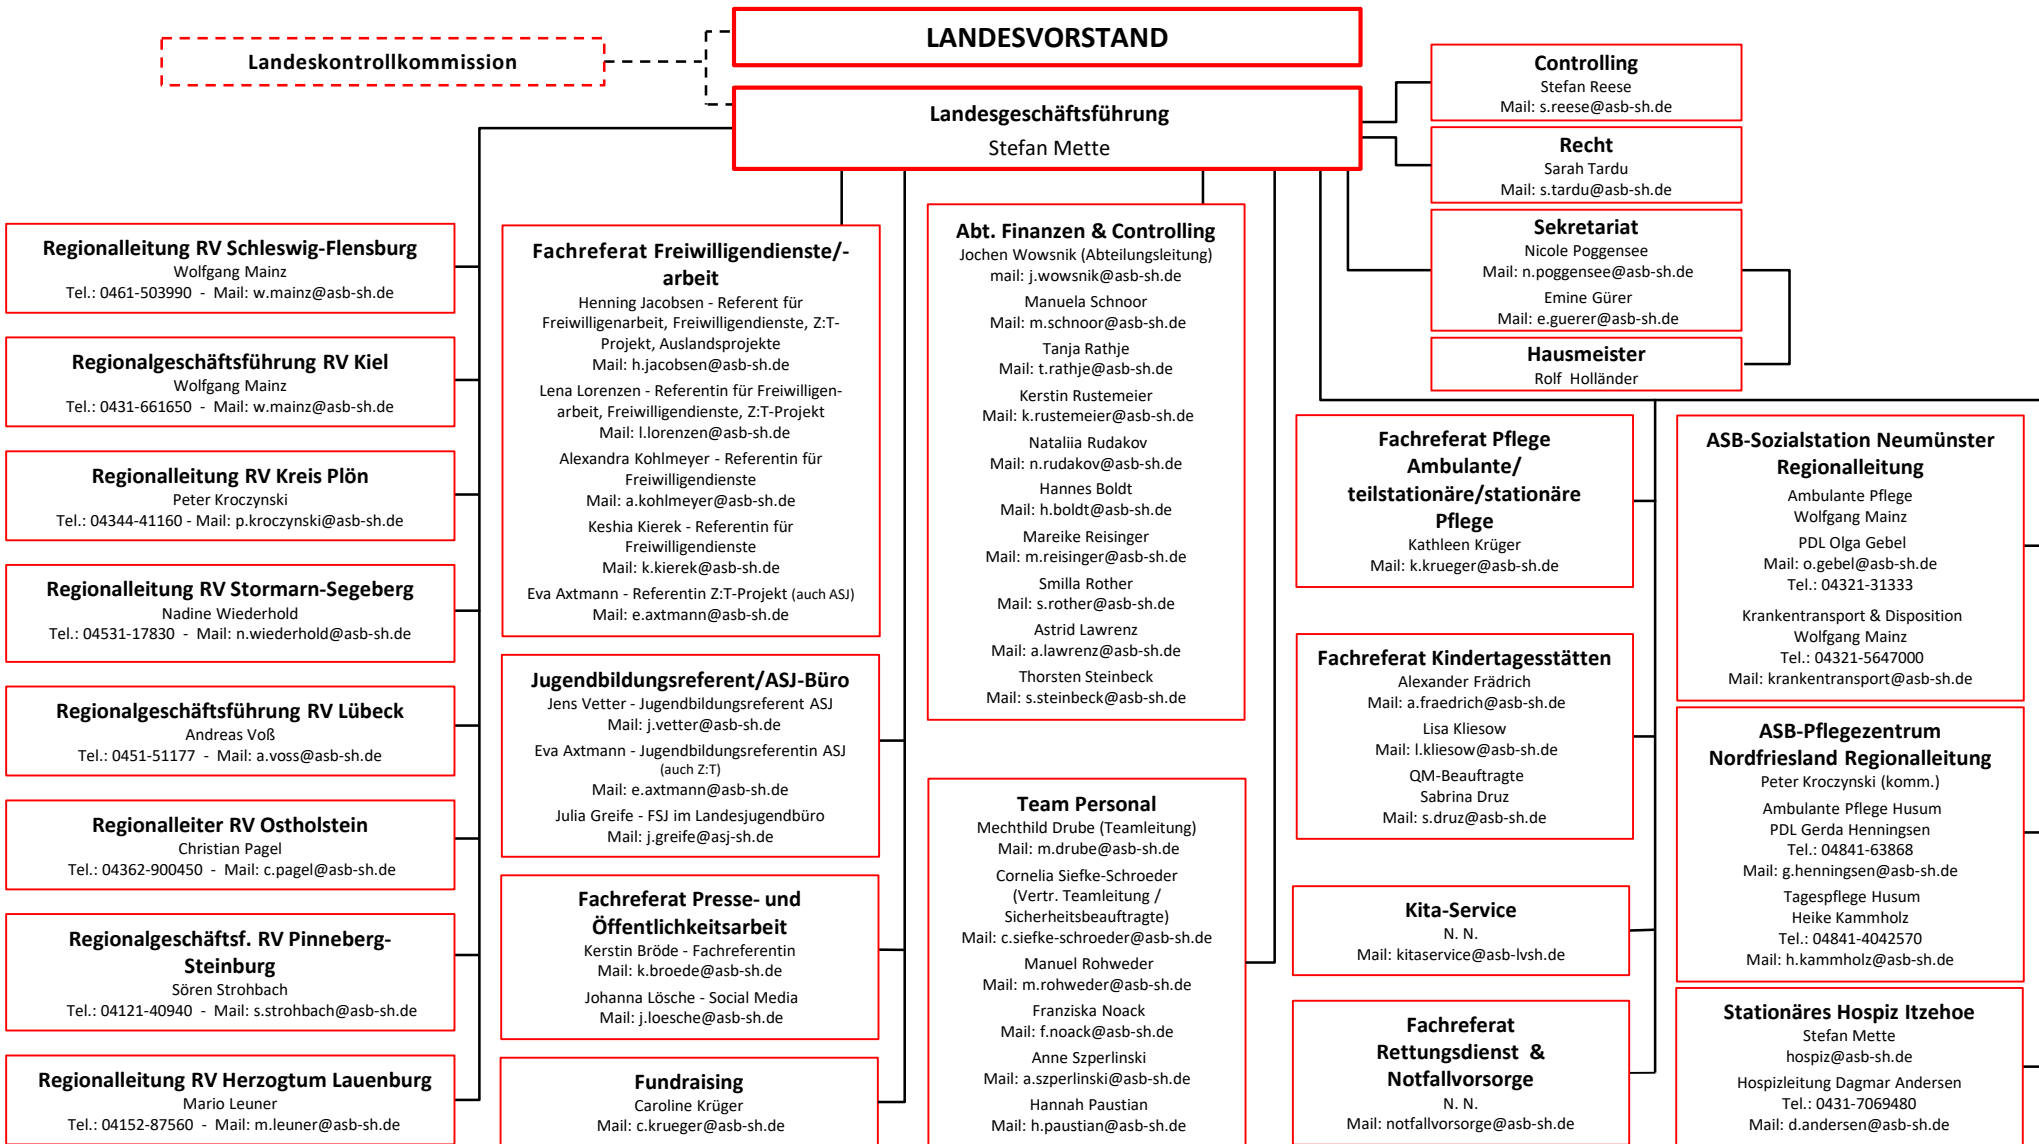 LANDESVORSTAND
Landeskontrollkommission
Landesgeschäftsführung
Stefan Mette
Controlling
Stefan Reese
Mail: s.reese@asb-sh.de
Recht
Sarah Tardu
Mail: s.tardu@asb-sh.de
Sekretariat
Nicole Poggensee
Mail: n.poggensee@asb-sh.de
Emine Gürer
Mail: e.guerer@asb-sh.de
Hausmeister
Rolf Holländer
Regionalleitung RV Schleswig-Flensburg
Wolfgang Mainz
Tel.: 0461-503990 - Mail: w.mainz@asb-sh.de
Regionalgeschäftsführung RV Kiel
Wolfgang Mainz
Tel.: 0431-661650 - Mail: w.mainz@asb-sh.de
Regionalleitung RV Kreis Plön
Peter Kroczynski
Tel.: 04344-41160 - Mail: p.kroczynski@asb-sh.de
Regionalleitung RV Stormarn-Segeberg
Nadine Wiederhold
Tel.: 04531-17830 - Mail: n.wiederhold@asb-sh.de
Regionalgeschäftsführung RV Lübeck
Andreas Voß
Tel.: 0451-51177 - Mail: a.voss@asb-sh.de
Regionalleiter RV Ostholstein
Christian Pagel
Tel.: 04362-900450 - Mail: c.pagel@asb-sh.de
Regionalgeschäftsf. RV Pinneberg-
Steinburg
Sören Strohbach
Tel.: 04121-40940 - Mail: s.strohbach@asb-sh.de
Regionalleitung RV Herzogtum Lauenburg
Mario Leuner
Tel.: 04152-87560 - Mail: m.leuner@asb-sh.de
Fachreferat Freiwilligendienste/-
arbeit
Henning Jacobsen - Referent für
Freiwilligenarbeit, Freiwilligendienste, Z:T-
Projekt, Auslandsprojekte
Mail: h.jacobsen@asb-sh.de
Lena Lorenzen - Referentin für Freiwilligen-
arbeit, Freiwilligendienste, Z:T-Projekt
Mail: l.lorenzen@asb-sh.de
Alexandra Kohlmeyer - Referentin für
Freiwilligendienste
Mail: a.kohlmeyer@asb-sh.de
Keshia Kierek - Referentin für
Freiwilligendienste
Mail: k.kierek@asb-sh.de
Eva Axtmann - Referentin Z:T-Projekt (auch ASJ)
Mail: e.axtmann@asb-sh.de
Jugendbildungsreferent/ASJ-Büro
Jens Vetter - Jugendbildungsreferent ASJ
Mail: j.vetter@asb-sh.de
Eva Axtmann - Jugendbildungsreferentin ASJ
(auch Z:T)
Mail: e.axtmann@asb-sh.de
Julia Greife - FSJ im Landesjugendbüro
Mail: j.greife@asj-sh.de
Fachreferat Presse- und
Öffentlichkeitsarbeit
Kerstin Bröde - Fachreferentin
Mail: k.broede@asb-sh.de
Johanna Lösche - Social Media
Mail: j.loesche@asb-sh.de
Fundraising
Caroline Krüger
Mail: c.krueger@asb-sh.de
Abt. Finanzen & Controlling
Jochen Wowsnik (Abteilungsleitung)
mail: j.wowsnik@asb-sh.de
Manuela Schnoor
Mail: m.schnoor@asb-sh.de
Tanja Rathje
Mail: t.rathje@asb-sh.de
Kerstin Rustemeier
Mail: k.rustemeier@asb-sh.de
Nataliia Rudakov
Mail: n.rudakov@asb-sh.de
Hannes Boldt
Mail: h.boldt@asb-sh.de
Mareike Reisinger
Mail: m.reisinger@asb-sh.de
Smilla Rother
Mail: s.rother@asb-sh.de
Astrid Lawrenz
Mail: a.lawrenz@asb-sh.de
Thorsten Steinbeck
Mail: s.steinbeck@asb-sh.de
Team Personal
Mechthild Drube (Teamleitung)
Mail: m.drube@asb-sh.de
Cornelia Siefke-Schroeder
(Vertr. Teamleitung /
Sicherheitsbeauftragte)
Mail: c.siefke-schroeder@asb-sh.de
Manuel Rohweder
Mail: m.rohweder@asb-sh.de
Franziska Noack
Mail: f.noack@asb-sh.de
Anne Szperlinski
Mail: a.szperlinski@asb-sh.de
Hannah Paustian
Mail: h.paustian@asb-sh.de
Fachreferat Pflege
Ambulante/
teilstationäre/stationäre
Pflege
Kathleen Krüger
Mail: k.krueger@asb-sh.de
Fachreferat Kindertagesstätten
Alexander Frädrich
Mail: a.fraedrich@asb-sh.de
Lisa Kliesow
Mail: l.kliesow@asb-sh.de
QM-Beauftragte
Sabrina Druz
Mail: s.druz@asb-sh.de
Kita-Service
N. N.
Mail: kitaservice@asb-lvsh.de
Fachreferat
Rettungsdienst &
Notfallvorsorge
N. N.
Mail: notfallvorsorge@asb-sh.de
ASB-Sozialstation Neumünster
Regionalleitung
Ambulante Pflege
Wolfgang Mainz
PDL Olga Gebel
Mail: o.gebel@asb-sh.de
Tel.: 04321-31333
Krankentransport & Disposition
Wolfgang Mainz
Tel.: 04321-5647000
Mail: krankentransport@asb-sh.de
ASB-Pflegezentrum
Nordfriesland Regionalleitung
Peter Kroczynski (komm.)
Ambulante Pflege Husum
PDL Gerda Henningsen
Tel.: 04841-63868
Mail: g.henningsen@asb-sh.de
Tagespflege Husum
Heike Kammholz
Tel.: 04841-4042570
Mail: h.kammholz@asb-sh.de
Stationäres Hospiz Itzehoe
Stefan Mette
hospiz@asb-sh.de
Hospizleitung Dagmar Andersen
Tel.: 0431-7069480
Mail: d.andersen@asb-sh.de